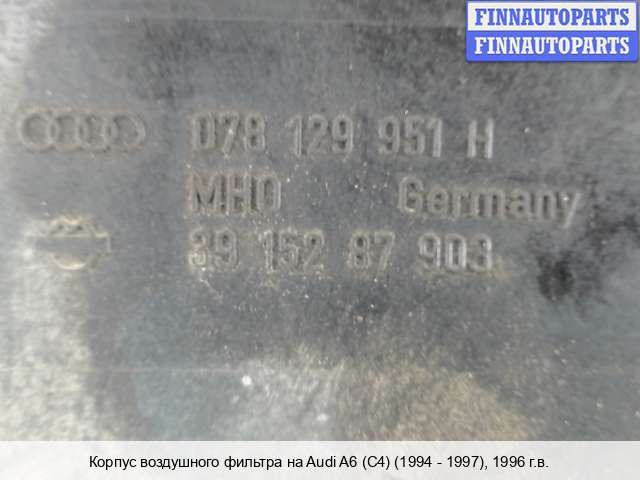 FINNAUTOPARTS
FINNAUTOPARTS
078 129 951 H
MHD Germany
39 152 87 903
Корпус воздушного фильтра на Audi A6 (C4) (1994 - 1997), 1996 г.в.